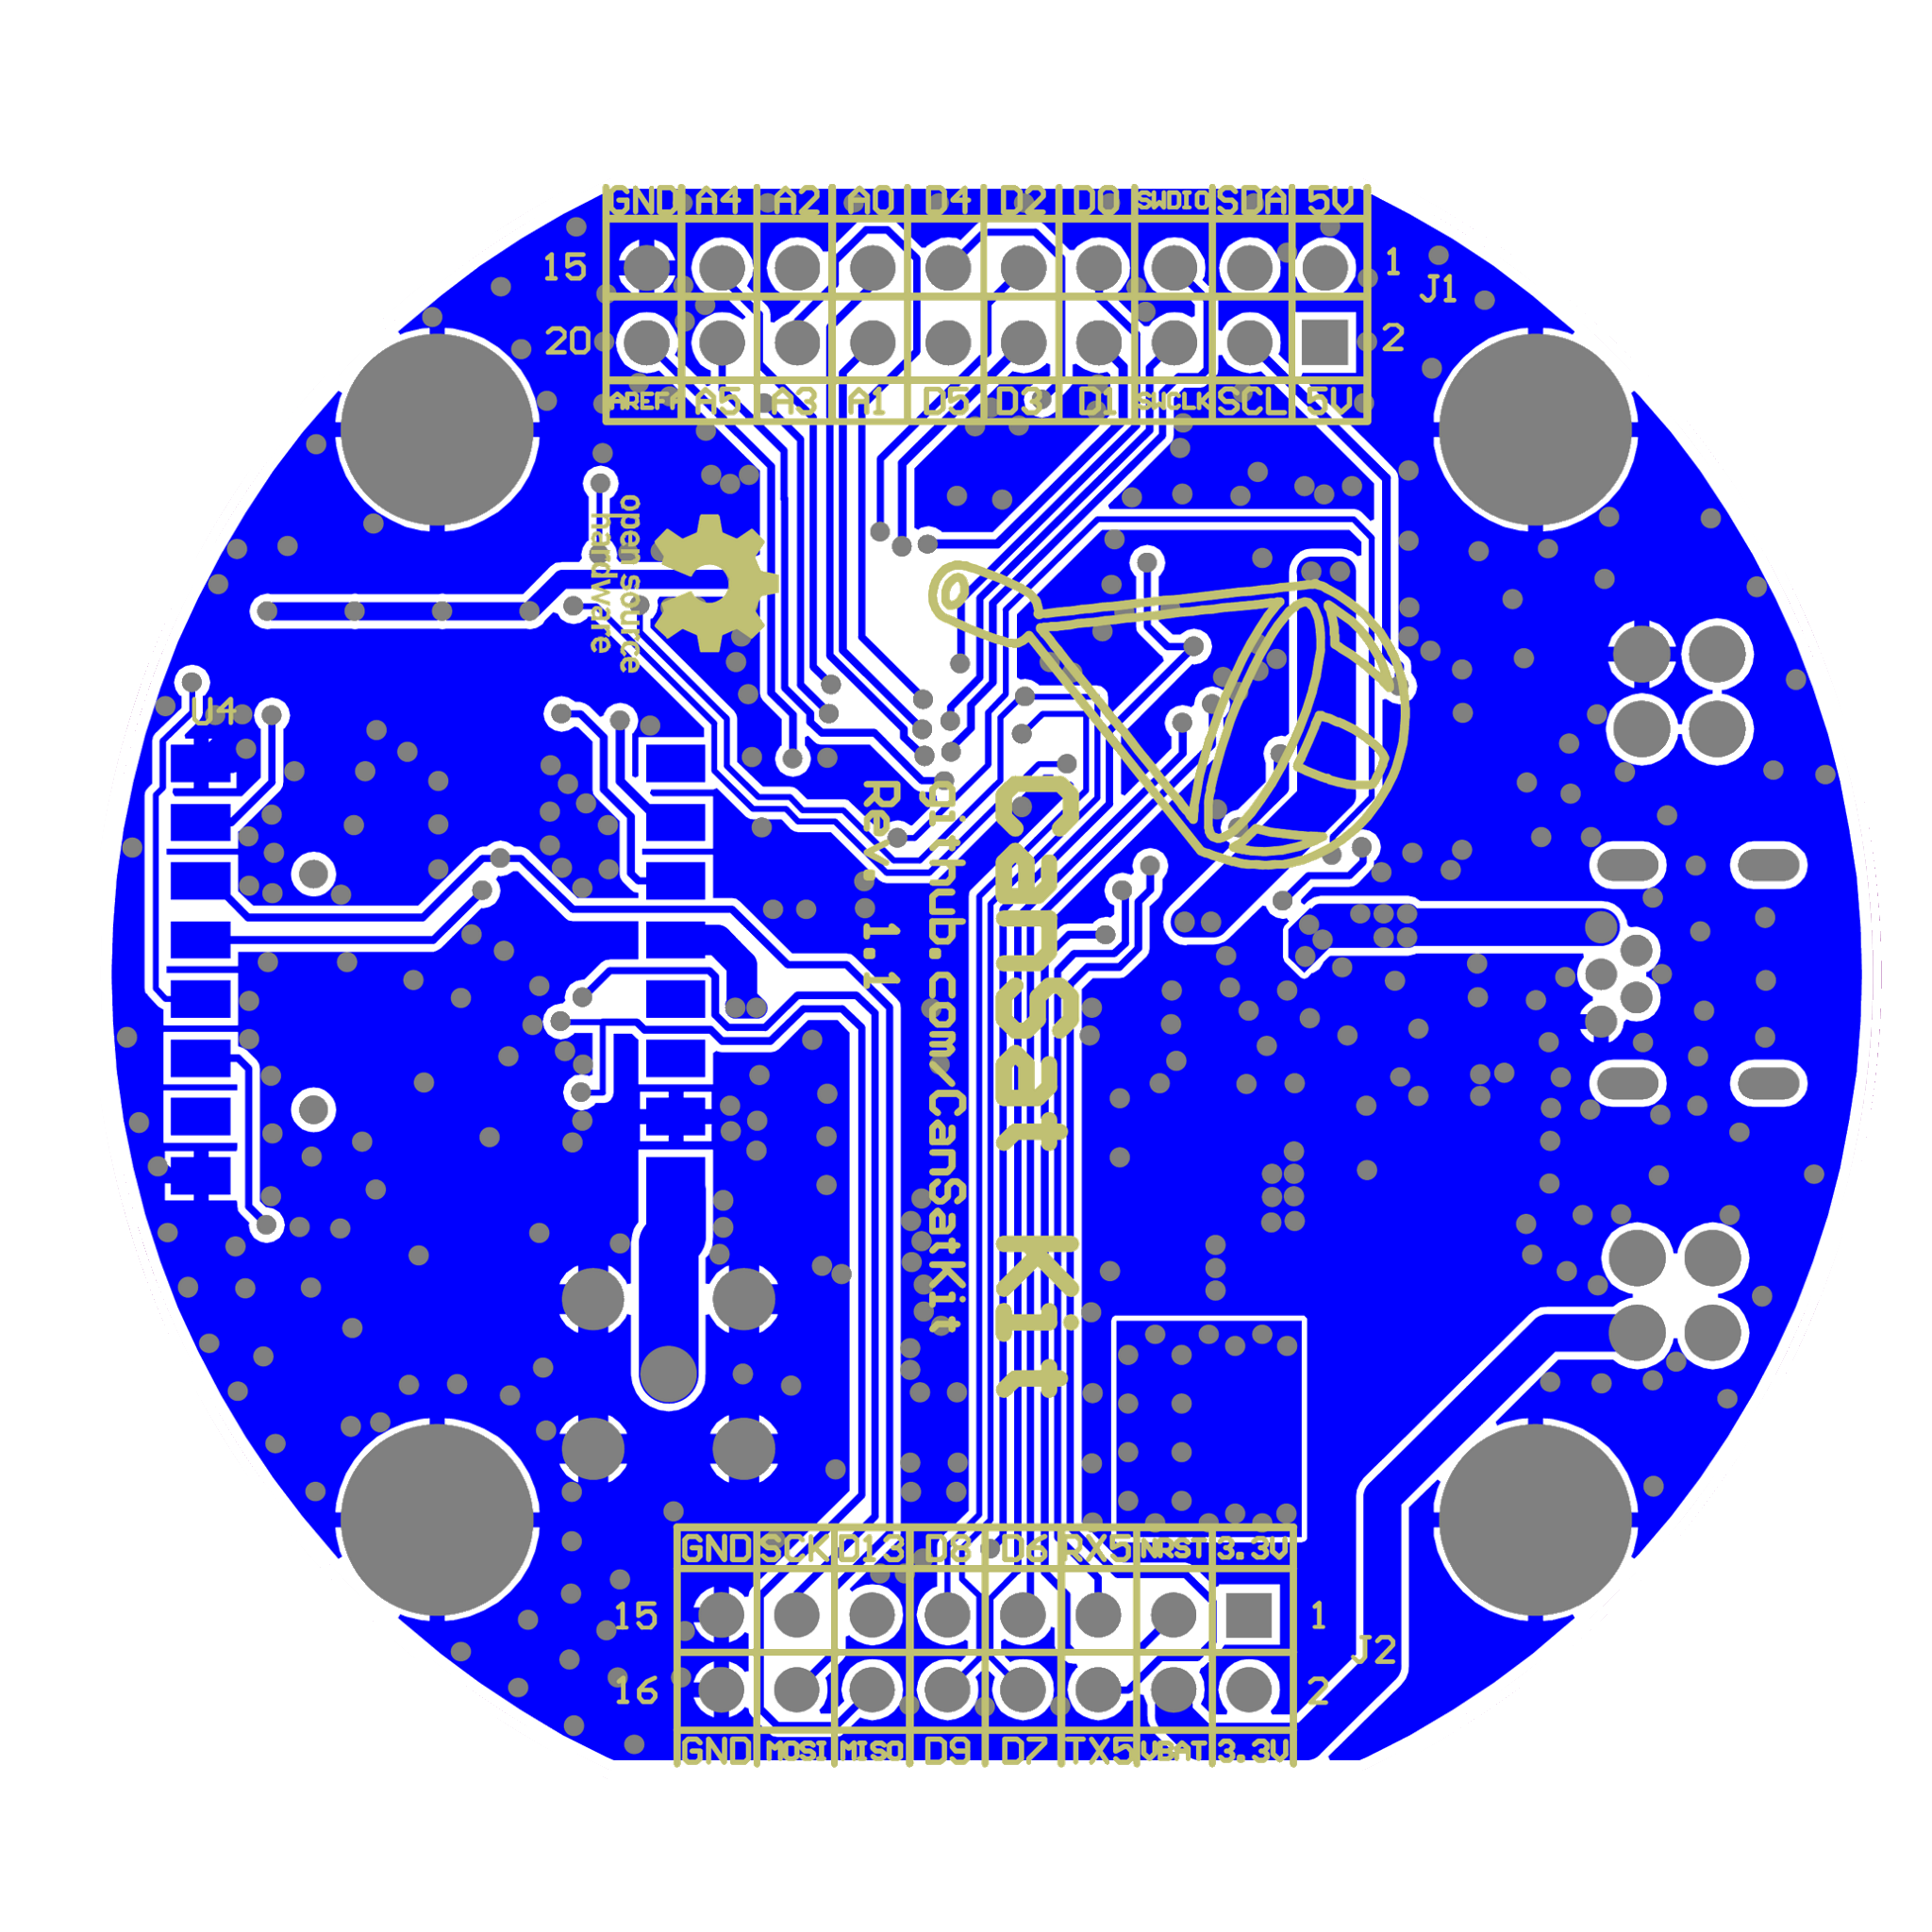 GND A4 A2 A0 D4 D2 D0 SWDIO SDA 5V
15 1
J1
20 2
AREF A5 A3 A1 D5 D3 D1 SWCLK SCL 5V
open source
hardware
U4
CanSat Kit
github.com/CanSatKit
Rev. 1.1
GND SCK D13 D8 D6 RX5 NRST 3.3V
15 1
J2
16 2
GND MOSI MISO D9 D7 TX5 VBAT 3.3V